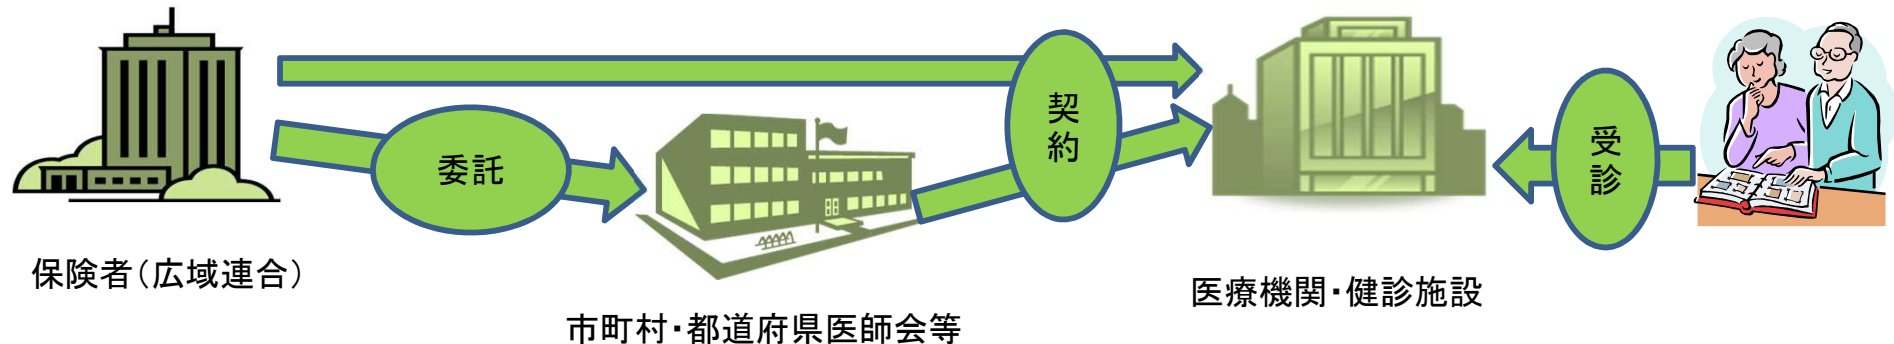 契約
委託
受診
保険者（広域連合）
医療機関・健診施設
市町村・都道府県医師会等